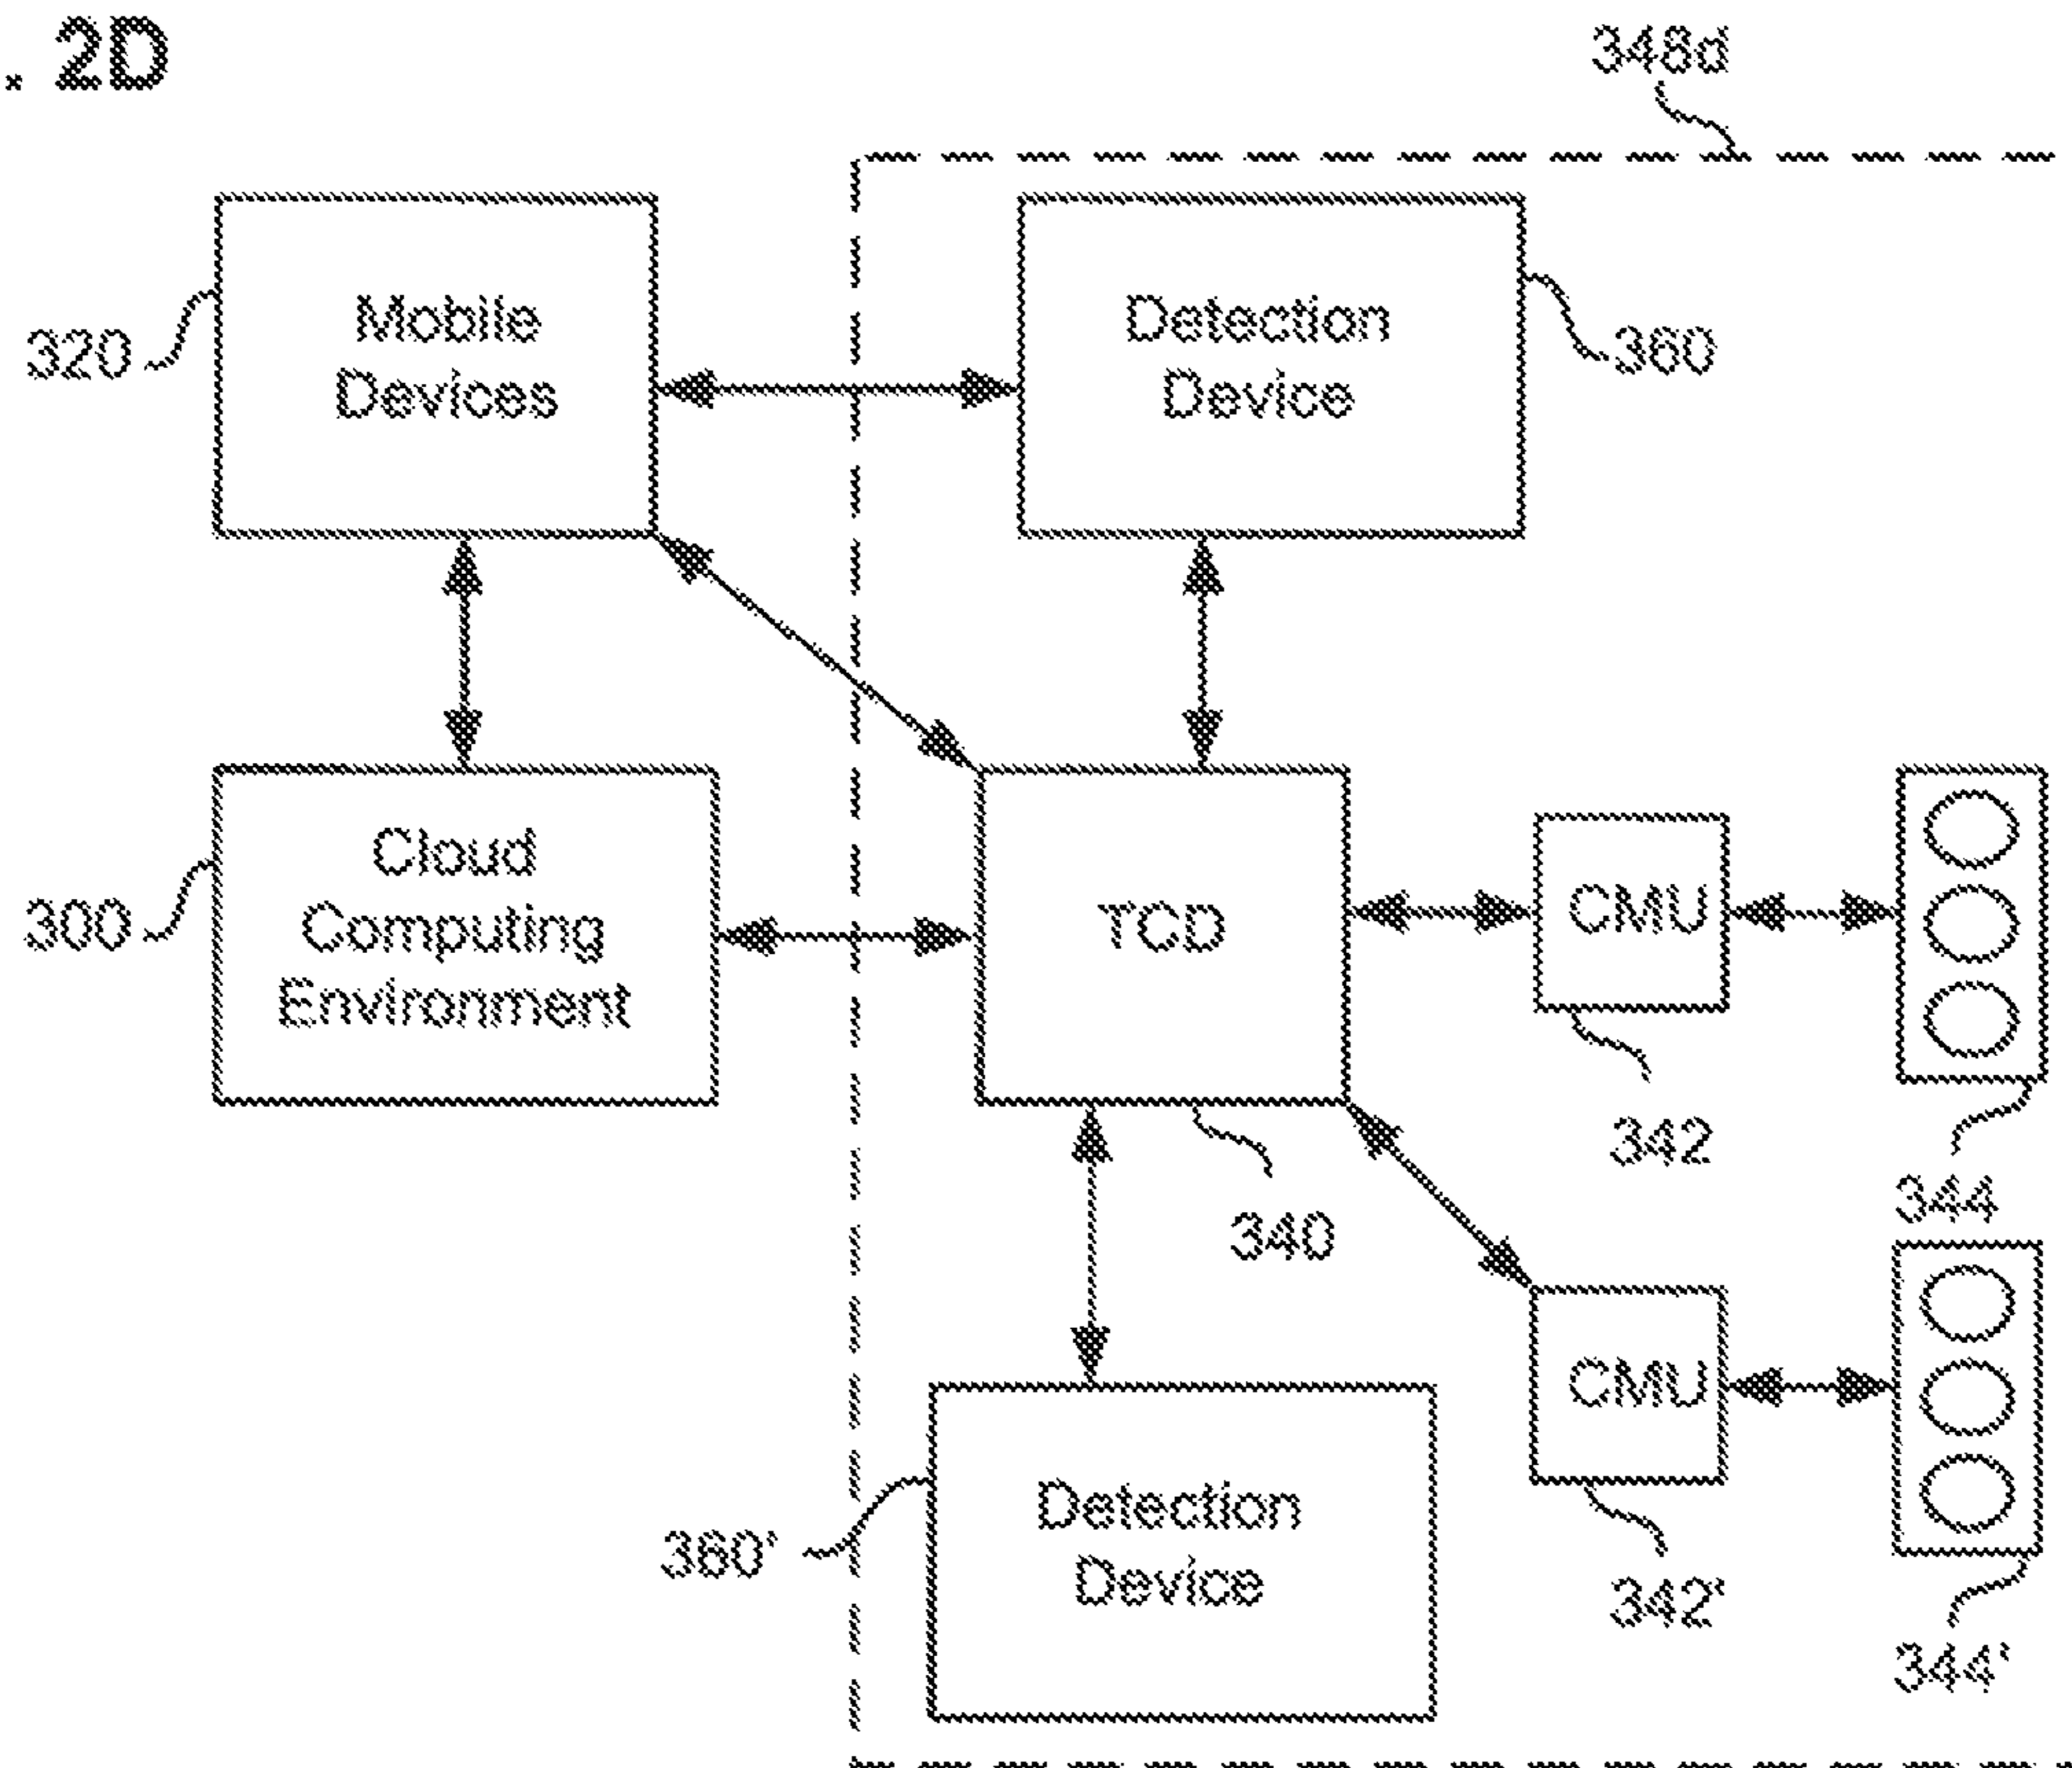 . 2D
348d
Mobile
Devices
320
Detection
Device
360
Cloud
Computing
Environment
300
TCD
CMU
342
344
340
CMU
342'
344'
Detection
Device
360'